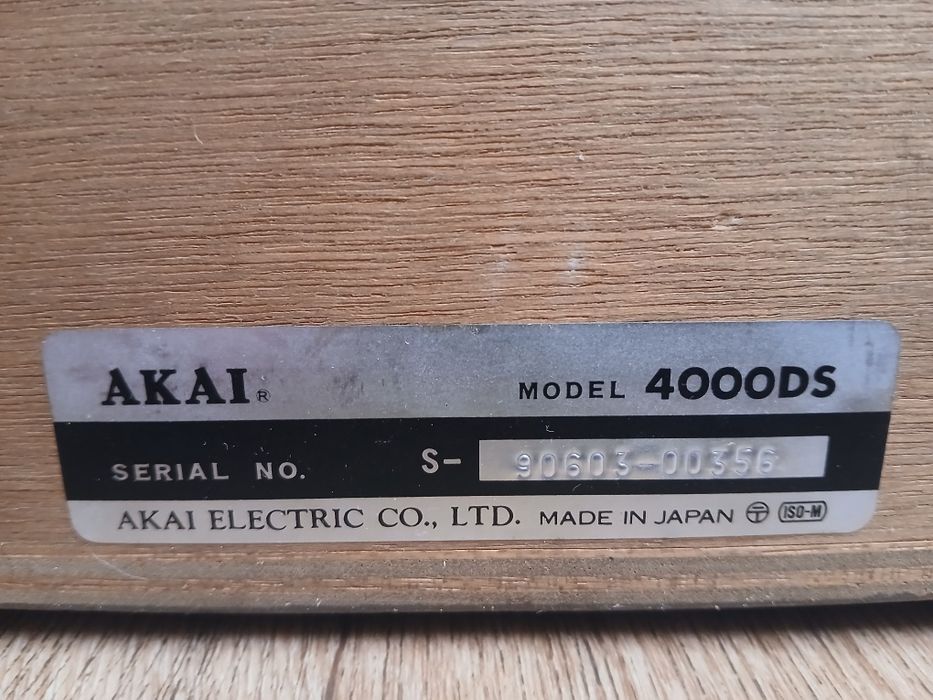 AKAI® MODEL 4000DS
SERIAL NO. S- 90603-00356
AKAI ELECTRIC CO., LTD. MADE IN JAPAN 〒 ISO-M